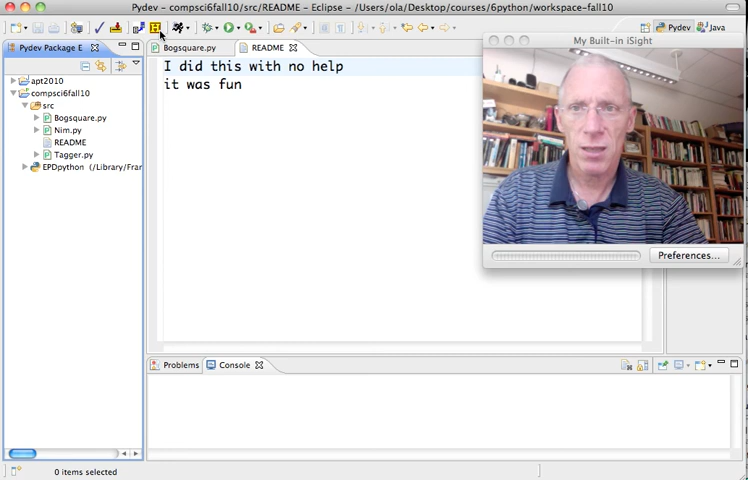 Pydev - compsci6fall10/src/README - Eclipse - /Users/ola/Desktop/courses/6python/workspace-fall10
Pydev
Java
Pydev Package E
Bogsquare.py
README
My Built-in iSight
apt2010
compsci6fall10
src
Bogsquare.py
Nim.py
README
Tagger.py
EPDpython (/Library/Fran
I did this with no help
it was fun
Preferences...
Problems
Console
0 items selected